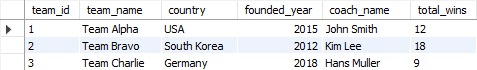 team_id team_name country founded_year coach_name total_wins
1 Team Alpha USA 2015 John Smith 12
2 Team Bravo South Korea 2012 Kim Lee 18
3 Team Charlie Germany 2018 Hans Muller 9